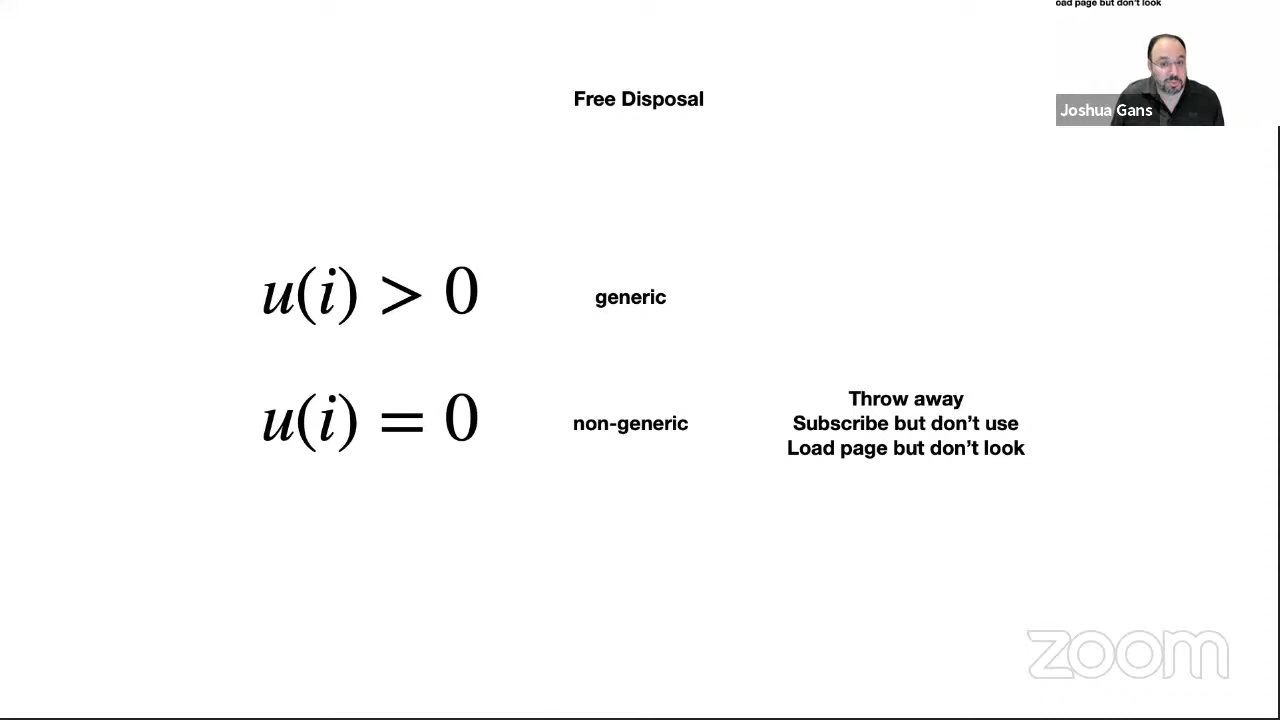 oad page but don't look
Joshua Gans
Free Disposal
u(i) > 0
generic
u(i) = 0
non-generic
Throw away
Subscribe but don't use
Load page but don't look
zoom